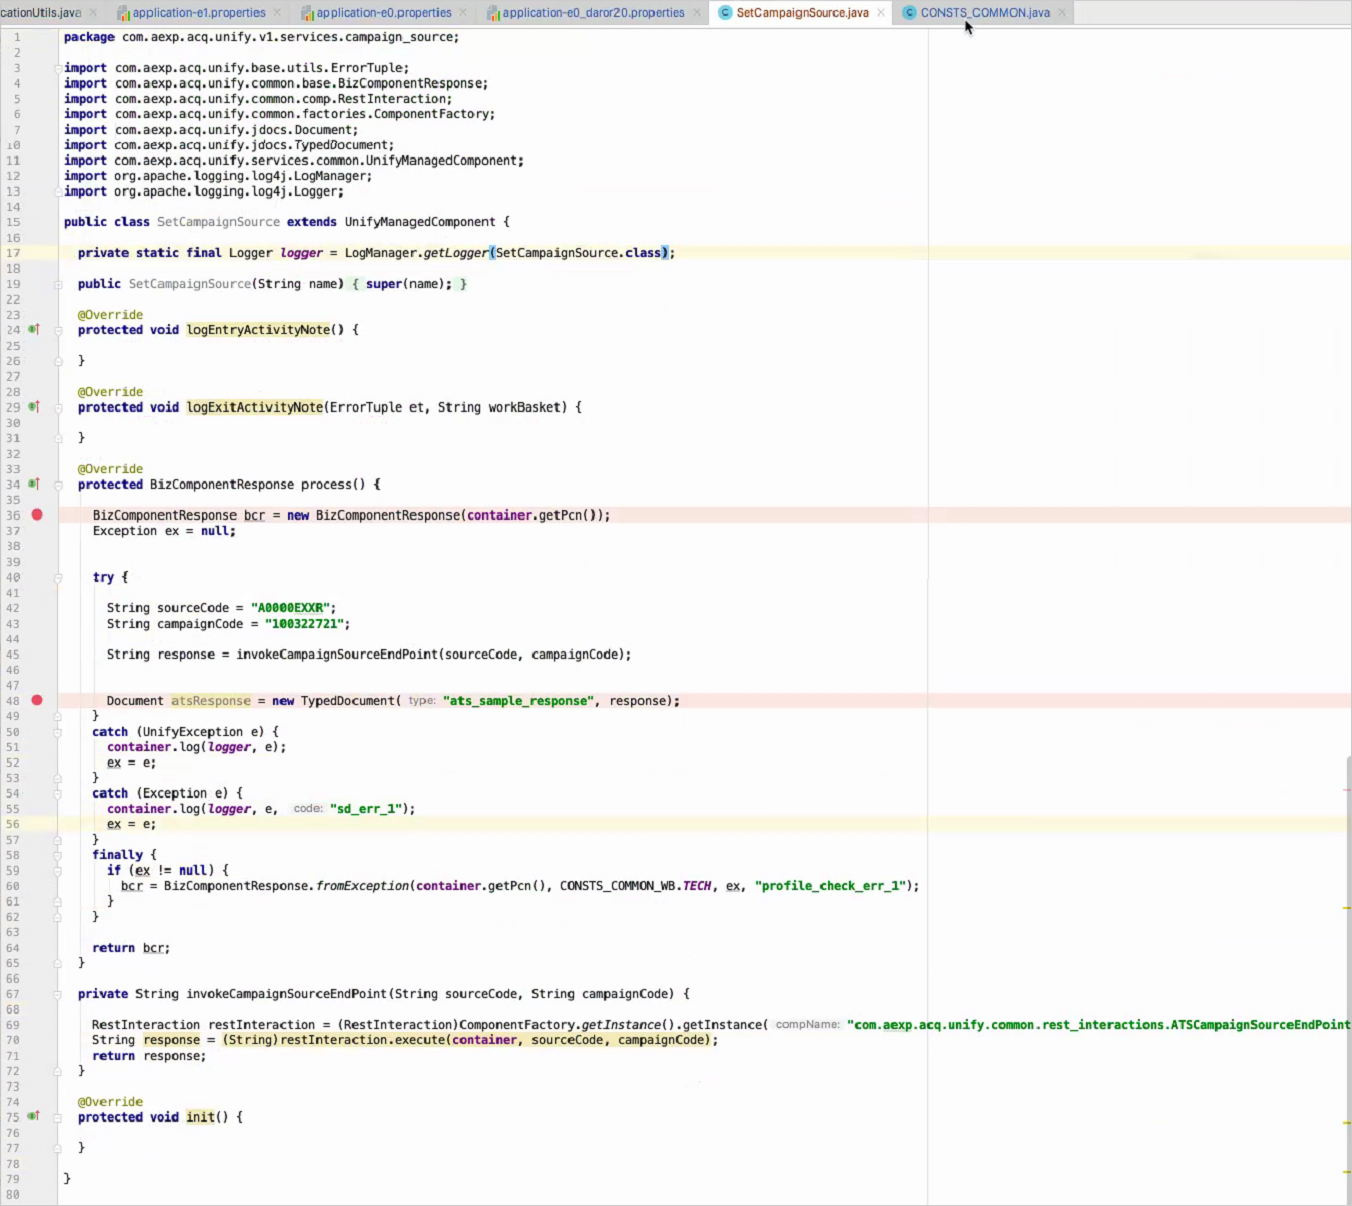 cationUtils.java × application-e1.properties × application-e0.properties × application-e0_daror20.properties × SetCampaignSource.java × CONSTS_COMMON.java ×
1 package com.aexp.acq.unify.v1.services.campaign_source;
2
3 import com.aexp.acq.unify.base.utils.ErrorTuple;
4 import com.aexp.acq.unify.common.base.BizComponentResponse;
5 import com.aexp.acq.unify.common.comp.RestInteraction;
6 import com.aexp.acq.unify.common.factories.ComponentFactory;
7 import com.aexp.acq.unify.jdocs.Document;
10 import com.aexp.acq.unify.jdocs.TypedDocument;
11 import com.aexp.acq.unify.services.common.UnifyManagedComponent;
12 import org.apache.logging.log4j.LogManager;
13 import org.apache.logging.log4j.Logger;
14
15 public class SetCampaignSource extends UnifyManagedComponent {
16
17 private static final Logger logger = LogManager.getLogger(SetCampaignSource.class);
18
19 public SetCampaignSource(String name) { super(name); }
22
23 @Override
24 protected void logEntryActivityNote() {
25
26 }
27
28 @Override
29 protected void logExitActivityNote(ErrorTuple et, String workBasket) {
30
31 }
32
33 @Override
34 protected BizComponentResponse process() {
35
36 BizComponentResponse bcr = new BizComponentResponse(container.getPcn());
37 Exception ex = null;
38
39
40 try {
41
42 String sourceCode = "A0000EXXR";
43 String campaignCode = "100322721";
44
45 String response = invokeCampaignSourceEndPoint(sourceCode, campaignCode);
46
47
48 Document atsResponse = new TypedDocument( type: "ats_sample_response", response);
49 }
50 catch (UnifyException e) {
51 container.log(logger, e);
52 ex = e;
53 }
54 catch (Exception e) {
55 container.log(logger, e, code: "sd_err_1");
56 ex = e;
57 }
58 finally {
59 if (ex != null) {
60 bcr = BizComponentResponse.fromException(container.getPcn(), CONSTS_COMMON_WB.TECH, ex, "profile_check_err_1");
61 }
62 }
63
64 return bcr;
65 }
66
67 private String invokeCampaignSourceEndPoint(String sourceCode, String campaignCode) {
68
69 RestInteraction restInteraction = (RestInteraction)ComponentFactory.getInstance().getInstance( compName: "com.aexp.acq.unify.common.rest_interactions.ATSCampaignSourceEndPoint
70 String response = (String)restInteraction.execute(container, sourceCode, campaignCode);
71 return response;
72 }
73
74 @Override
75 protected void init() {
76
77 }
78
79 }
80